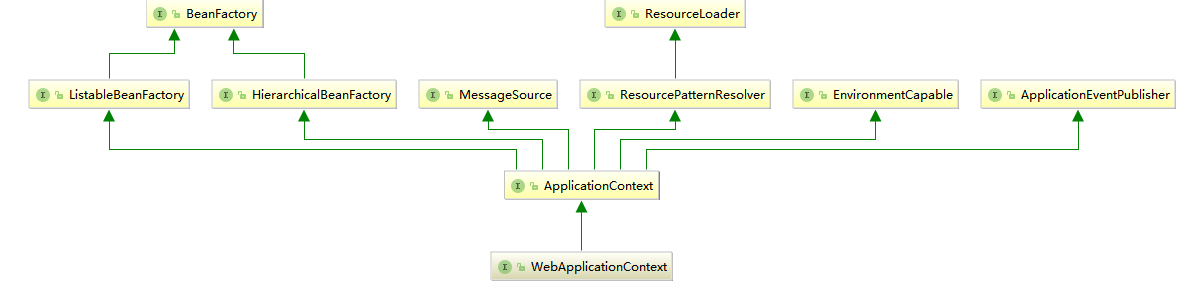 BeanFactory
ResourceLoader
ListableBeanFactory
HierarchicalBeanFactory
MessageSource
ResourcePatternResolver
EnvironmentCapable
ApplicationEventPublisher
ApplicationContext
WebApplicationContext